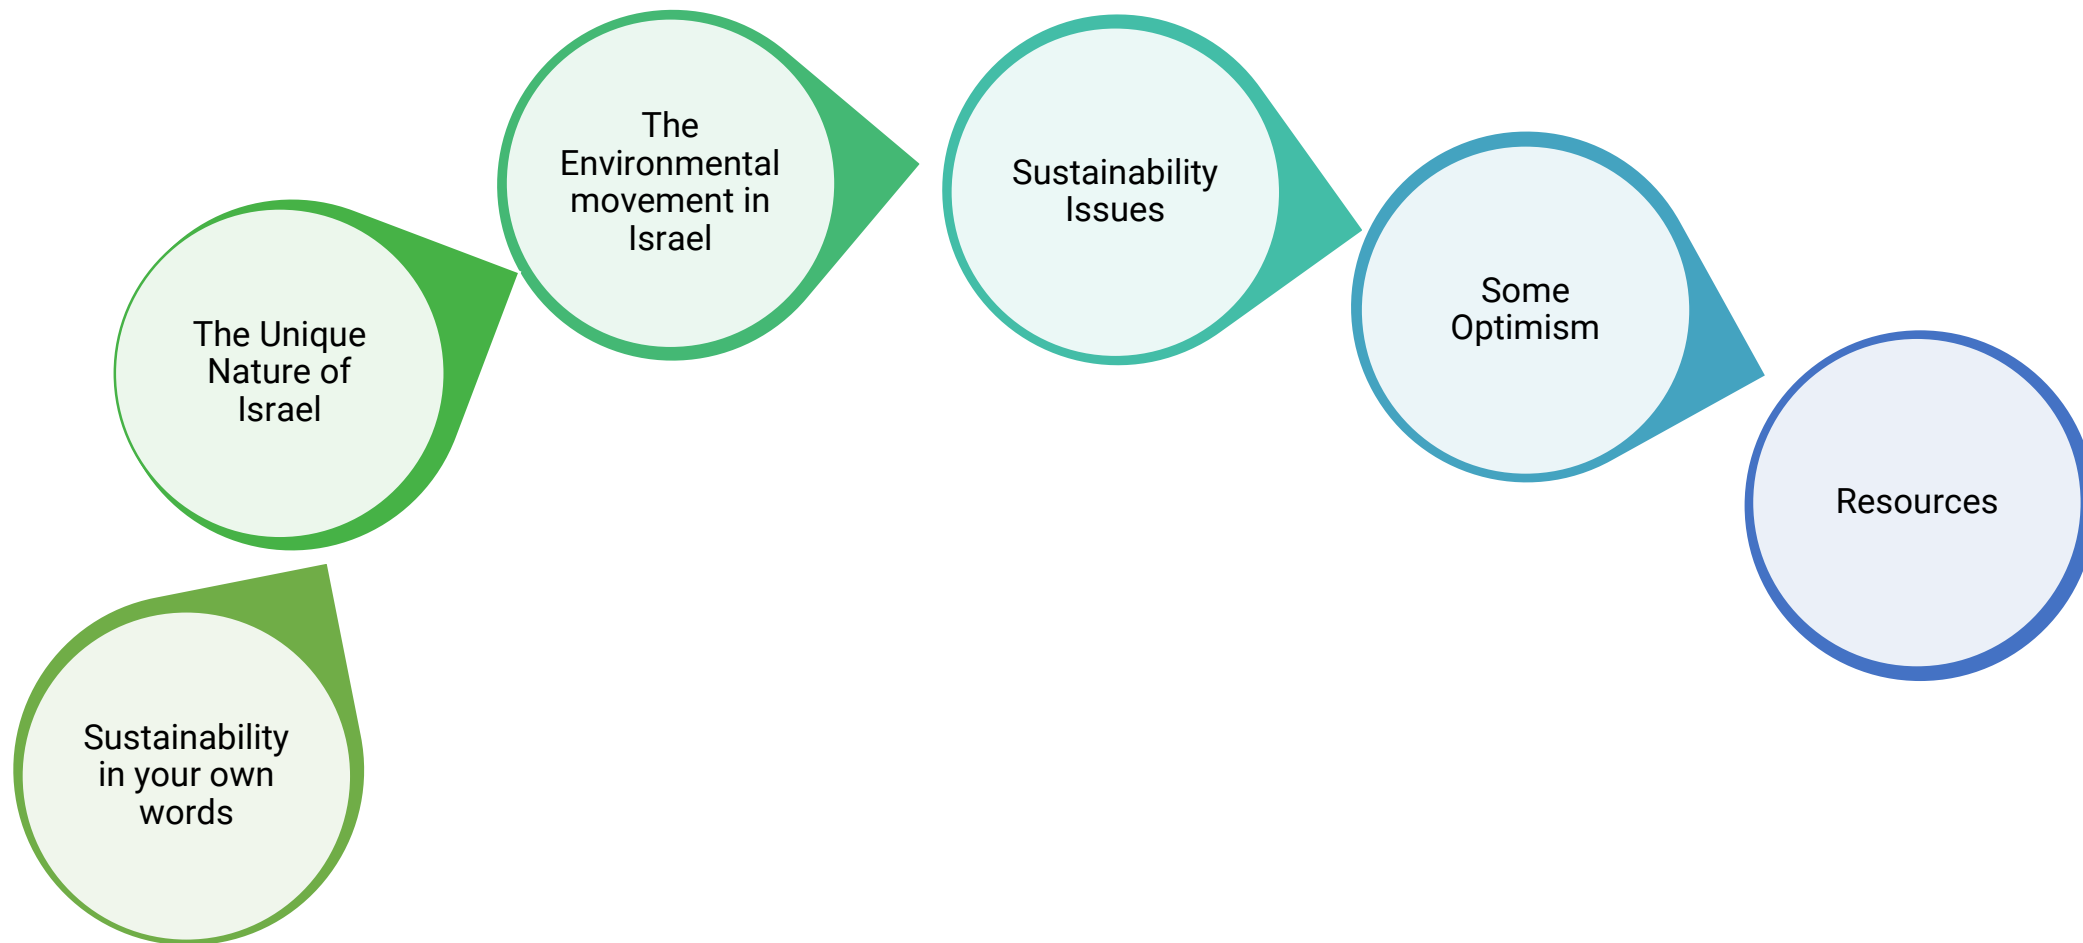 Sustainability
in your own
words
The Unique
Nature of
Israel
The
Environmental
movement in
Israel
Sustainability
Issues
Some
Optimism
Resources